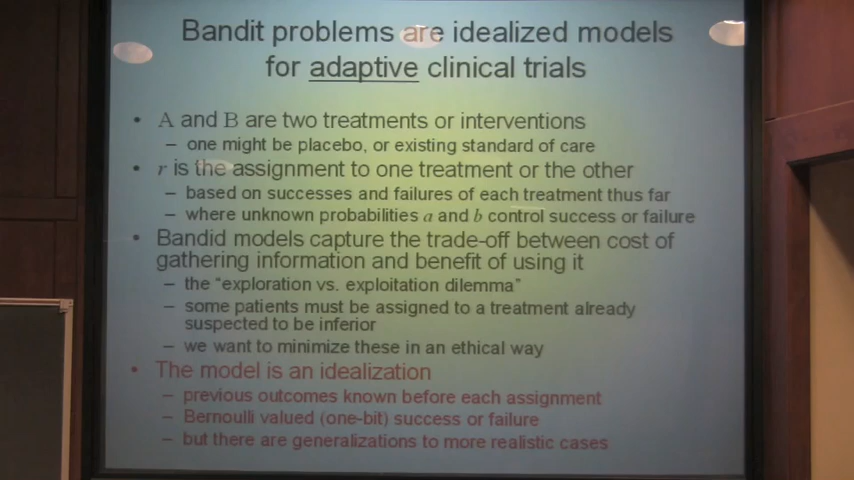 Bandit problems are idealized models
for adaptive clinical trials
• A and B are two treatments or interventions
– one might be placebo, or existing standard of care
• r is the assignment to one treatment or the other
– based on successes and failures of each treatment thus far
– where unknown probabilities a and b control success or failure
• Bandid models capture the trade-off between cost of
gathering information and benefit of using it
– the "exploration vs. exploitation dilemma"
– some patients must be assigned to a treatment already
suspected to be inferior
– we want to minimize these in an ethical way
• The model is an idealization
– previous outcomes known before each assignment
– Bernoulli valued (one-bit) success or failure
– but there are generalizations to more realistic cases